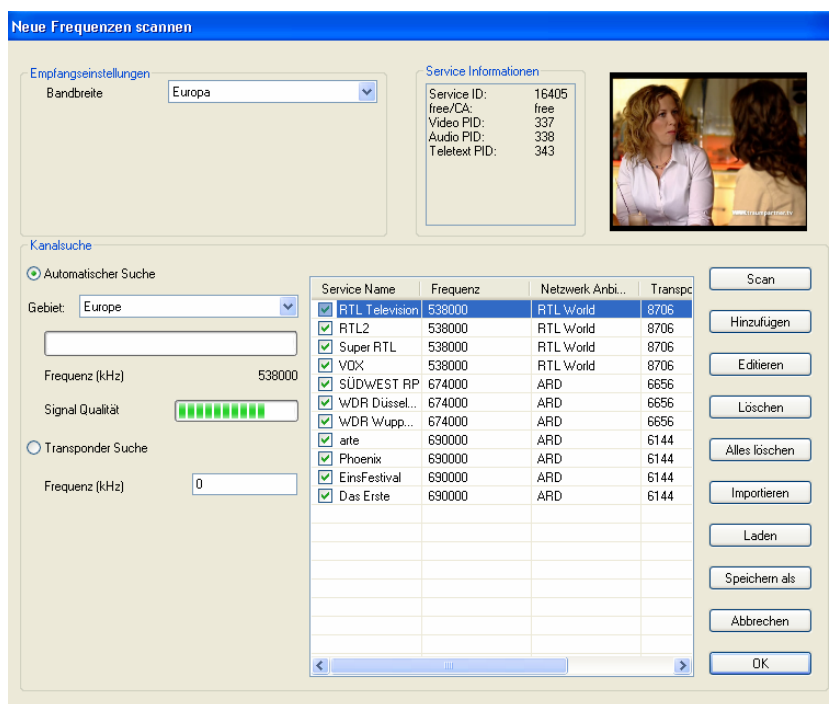 Neue Frequenzen scannen
Empfangseinstellungen
Bandbreite Europa
Service Informationen
Service ID: 16405
free/CA: free
Video PID: 337
Audio PID: 338
Teletext PID: 343
Kanalsuche
Automatischer Suche
Gebiet: Europe
Frequenz (kHz) 538000
Signal Qualität
Transponder Suche
Frequenz (kHz) 0
Service Name Frequenz Netzwerk Anbi... Transpo
RTL Television 538000 RTL World 8706
RTL2 538000 RTL World 8706
Super RTL 538000 RTL World 8706
VOX 538000 RTL World 8706
SÜDWEST RP 674000 ARD 6656
WDR Düssel... 674000 ARD 6656
WDR Wupp... 674000 ARD 6656
arte 690000 ARD 6144
Phoenix 690000 ARD 6144
EinsFestival 690000 ARD 6144
Das Erste 690000 ARD 6144
Scan
Hinzufügen
Editieren
Löschen
Alles löschen
Importieren
Laden
Speichern als
Abbrechen
OK